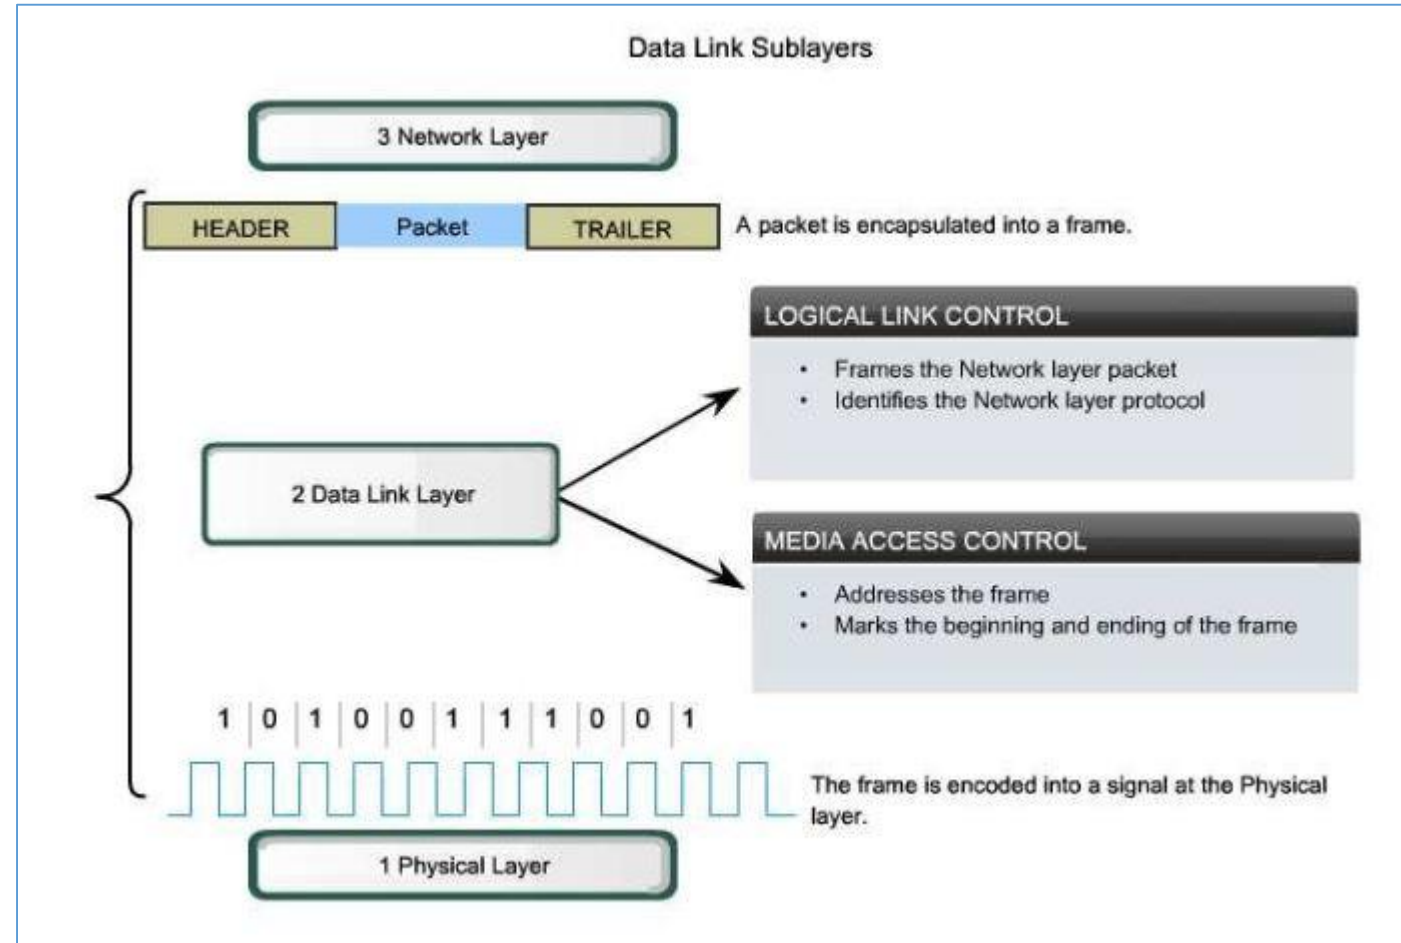 Data Link Sublayers
3 Network Layer
HEADER Packet TRAILER
A packet is encapsulated into a frame.
LOGICAL LINK CONTROL
• Frames the Network layer packet
• Identifies the Network layer protocol
2 Data Link Layer
MEDIA ACCESS CONTROL
• Addresses the frame
• Marks the beginning and ending of the frame
1 0 1 0 0 1 1 1 0 0 1
The frame is encoded into a signal at the Physical
layer.
1 Physical Layer